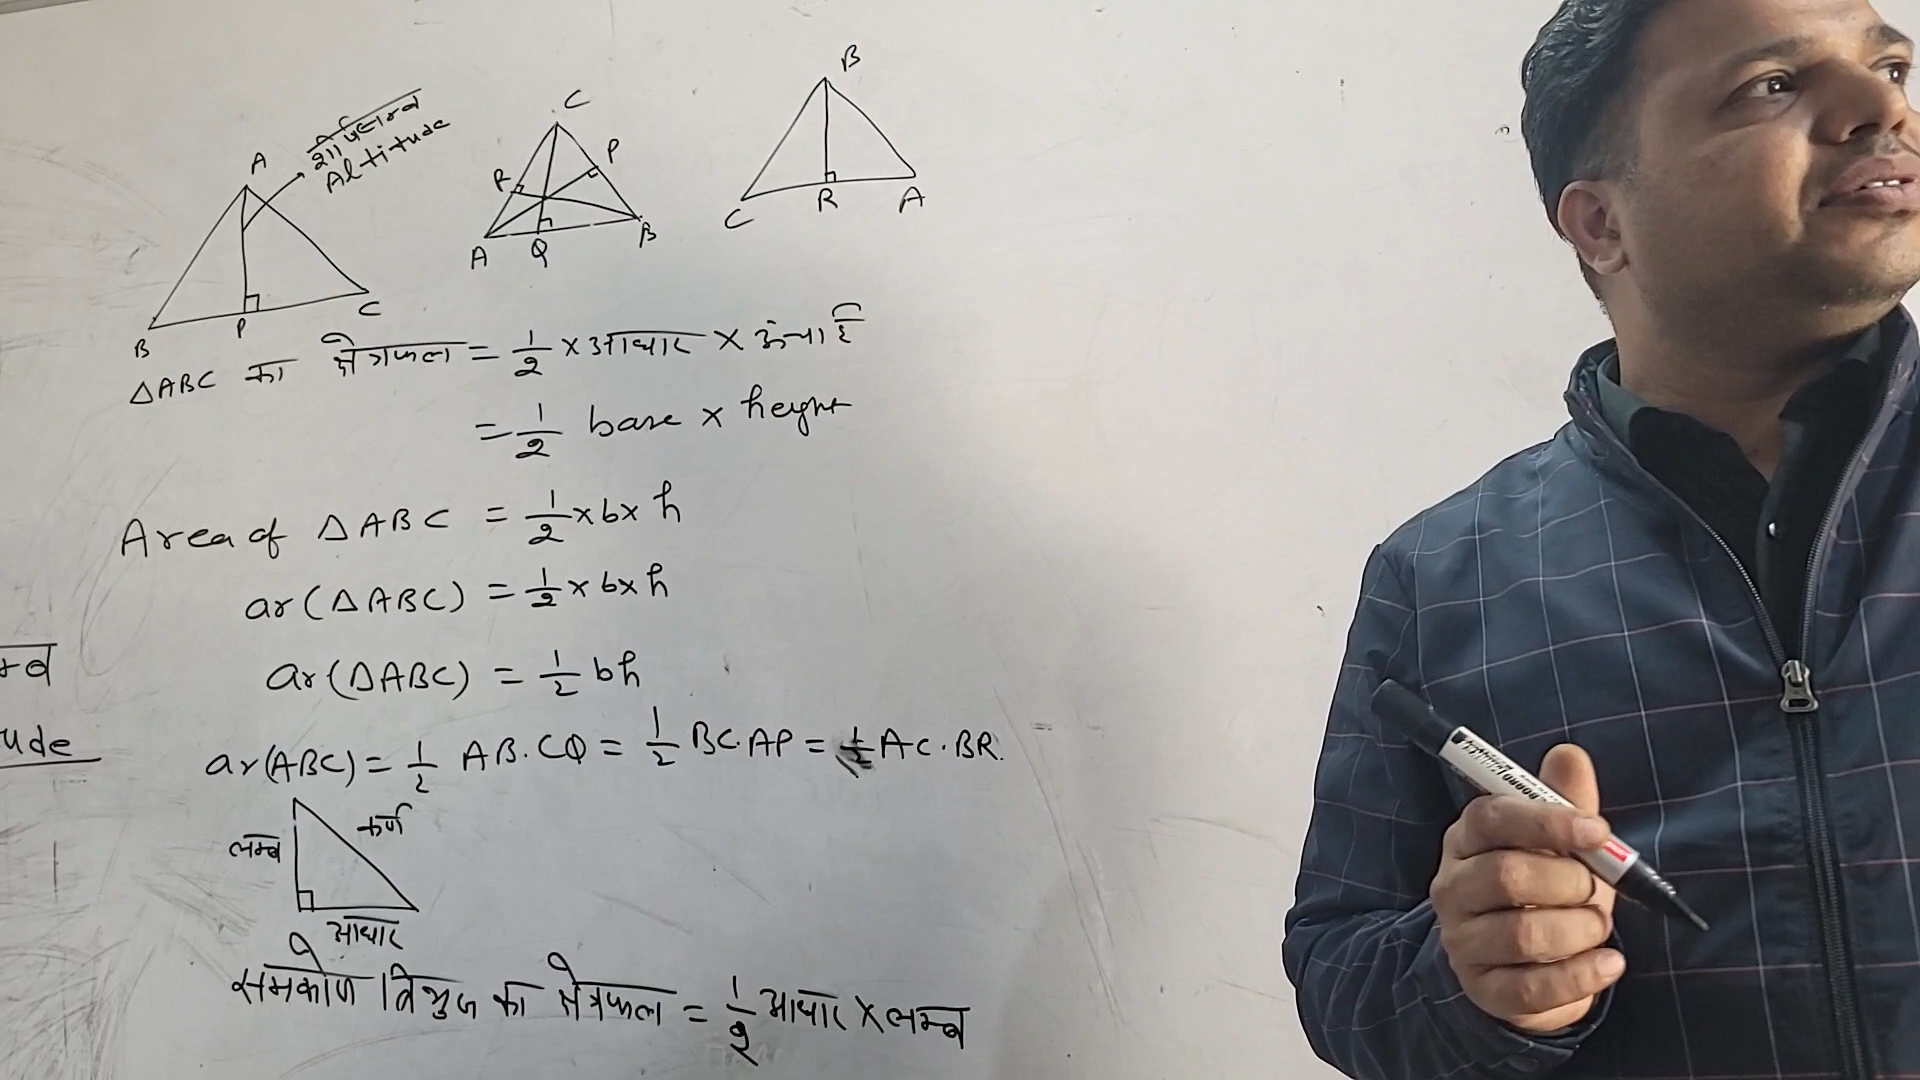 शीर्षलम्ब
Altitude
A
B
P
C
C
R
P
A
Q
B
B
C
R
A
ΔABC का क्षेत्रफल = 1/2 × आधार × ऊँचाई
= 1/2 base × height
Area of ΔABC = 1/2 × b × h
ar(ΔABC) = 1/2 × b × h
ar(ΔABC) = 1/2 bh
ude
ar(ABC) = 1/2 AB.CQ = 1/2 BC.AP = 1/2 AC.BR.
लम्ब
कर्ण
आधार
समकोण त्रिभुज का क्षेत्रफल = 1/2 आधार × लम्ब